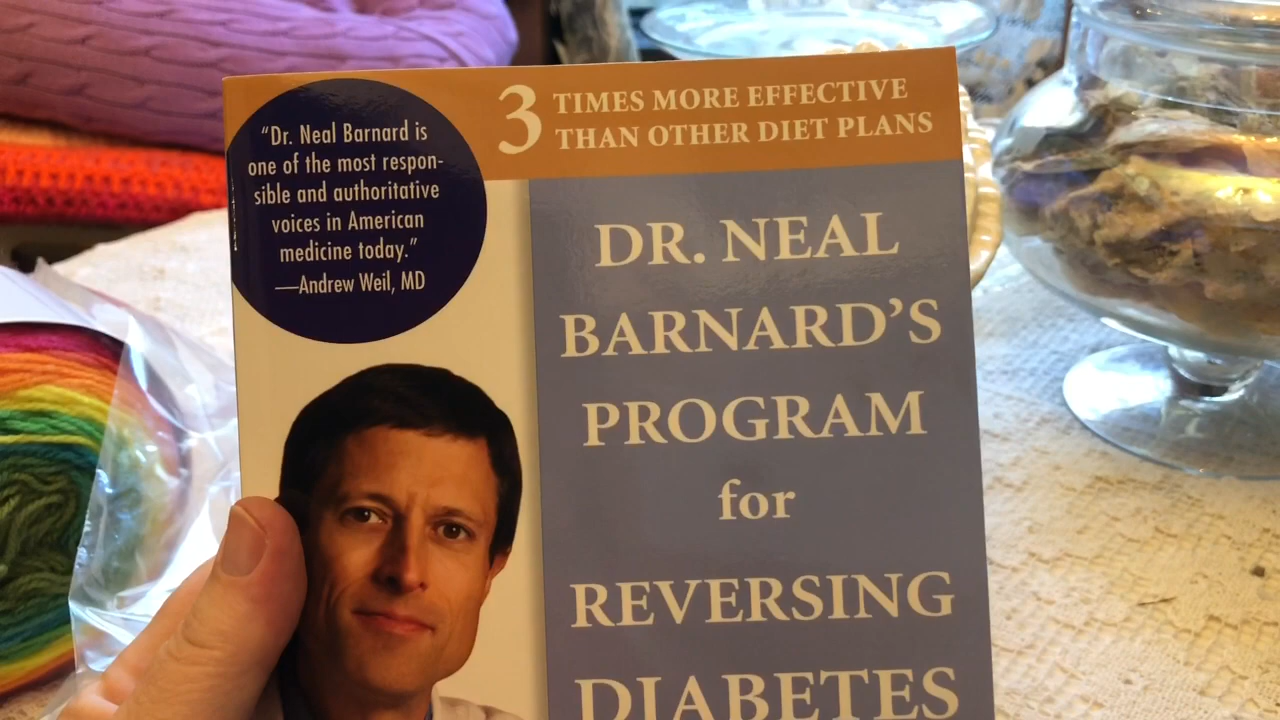 3 TIMES MORE EFFECTIVE
THAN OTHER DIET PLANS
“Dr. Neal Barnard is
one of the most respon-
sible and authoritative
voices in American
medicine today.”
—Andrew Weil, MD
DR. NEAL
BARNARD’S
PROGRAM
for
REVERSING
DIABETES